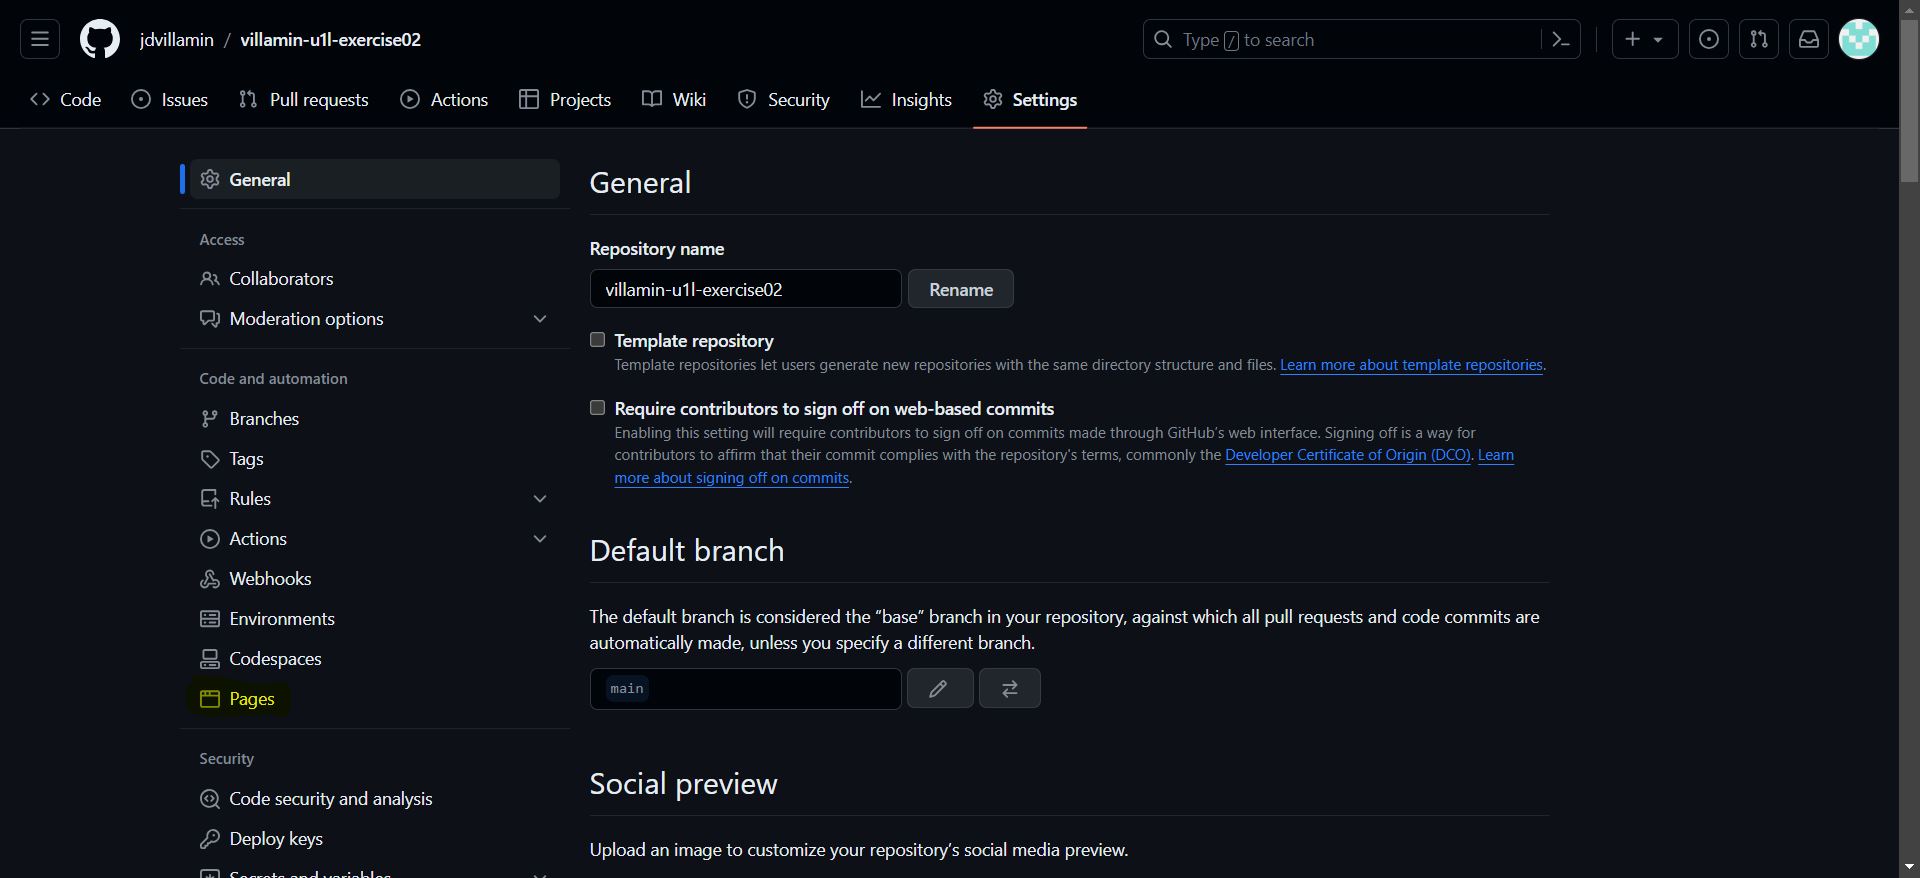 jdvillamin / villamin-u1l-exercise02
Type / to search
Code
Issues
Pull requests
Actions
Projects
Wiki
Security
Insights
Settings
General
Access
Collaborators
Moderation options
Code and automation
Branches
Tags
Rules
Actions
Webhooks
Environments
Codespaces
Pages
Security
Code security and analysis
Deploy keys
Secrets and variables
General
Repository name
villamin-u1l-exercise02
Rename
Template repository
Template repositories let users generate new repositories with the same directory structure and files. Learn more about template repositories.
Require contributors to sign off on web-based commits
Enabling this setting will require contributors to sign off on commits made through GitHub's web interface. Signing off is a way for
contributors to affirm that their commit complies with the repository's terms, commonly the Developer Certificate of Origin (DCO). Learn
more about signing off on commits.
Default branch
The default branch is considered the “base” branch in your repository, against which all pull requests and code commits are
automatically made, unless you specify a different branch.
main
Social preview
Upload an image to customize your repository's social media preview.